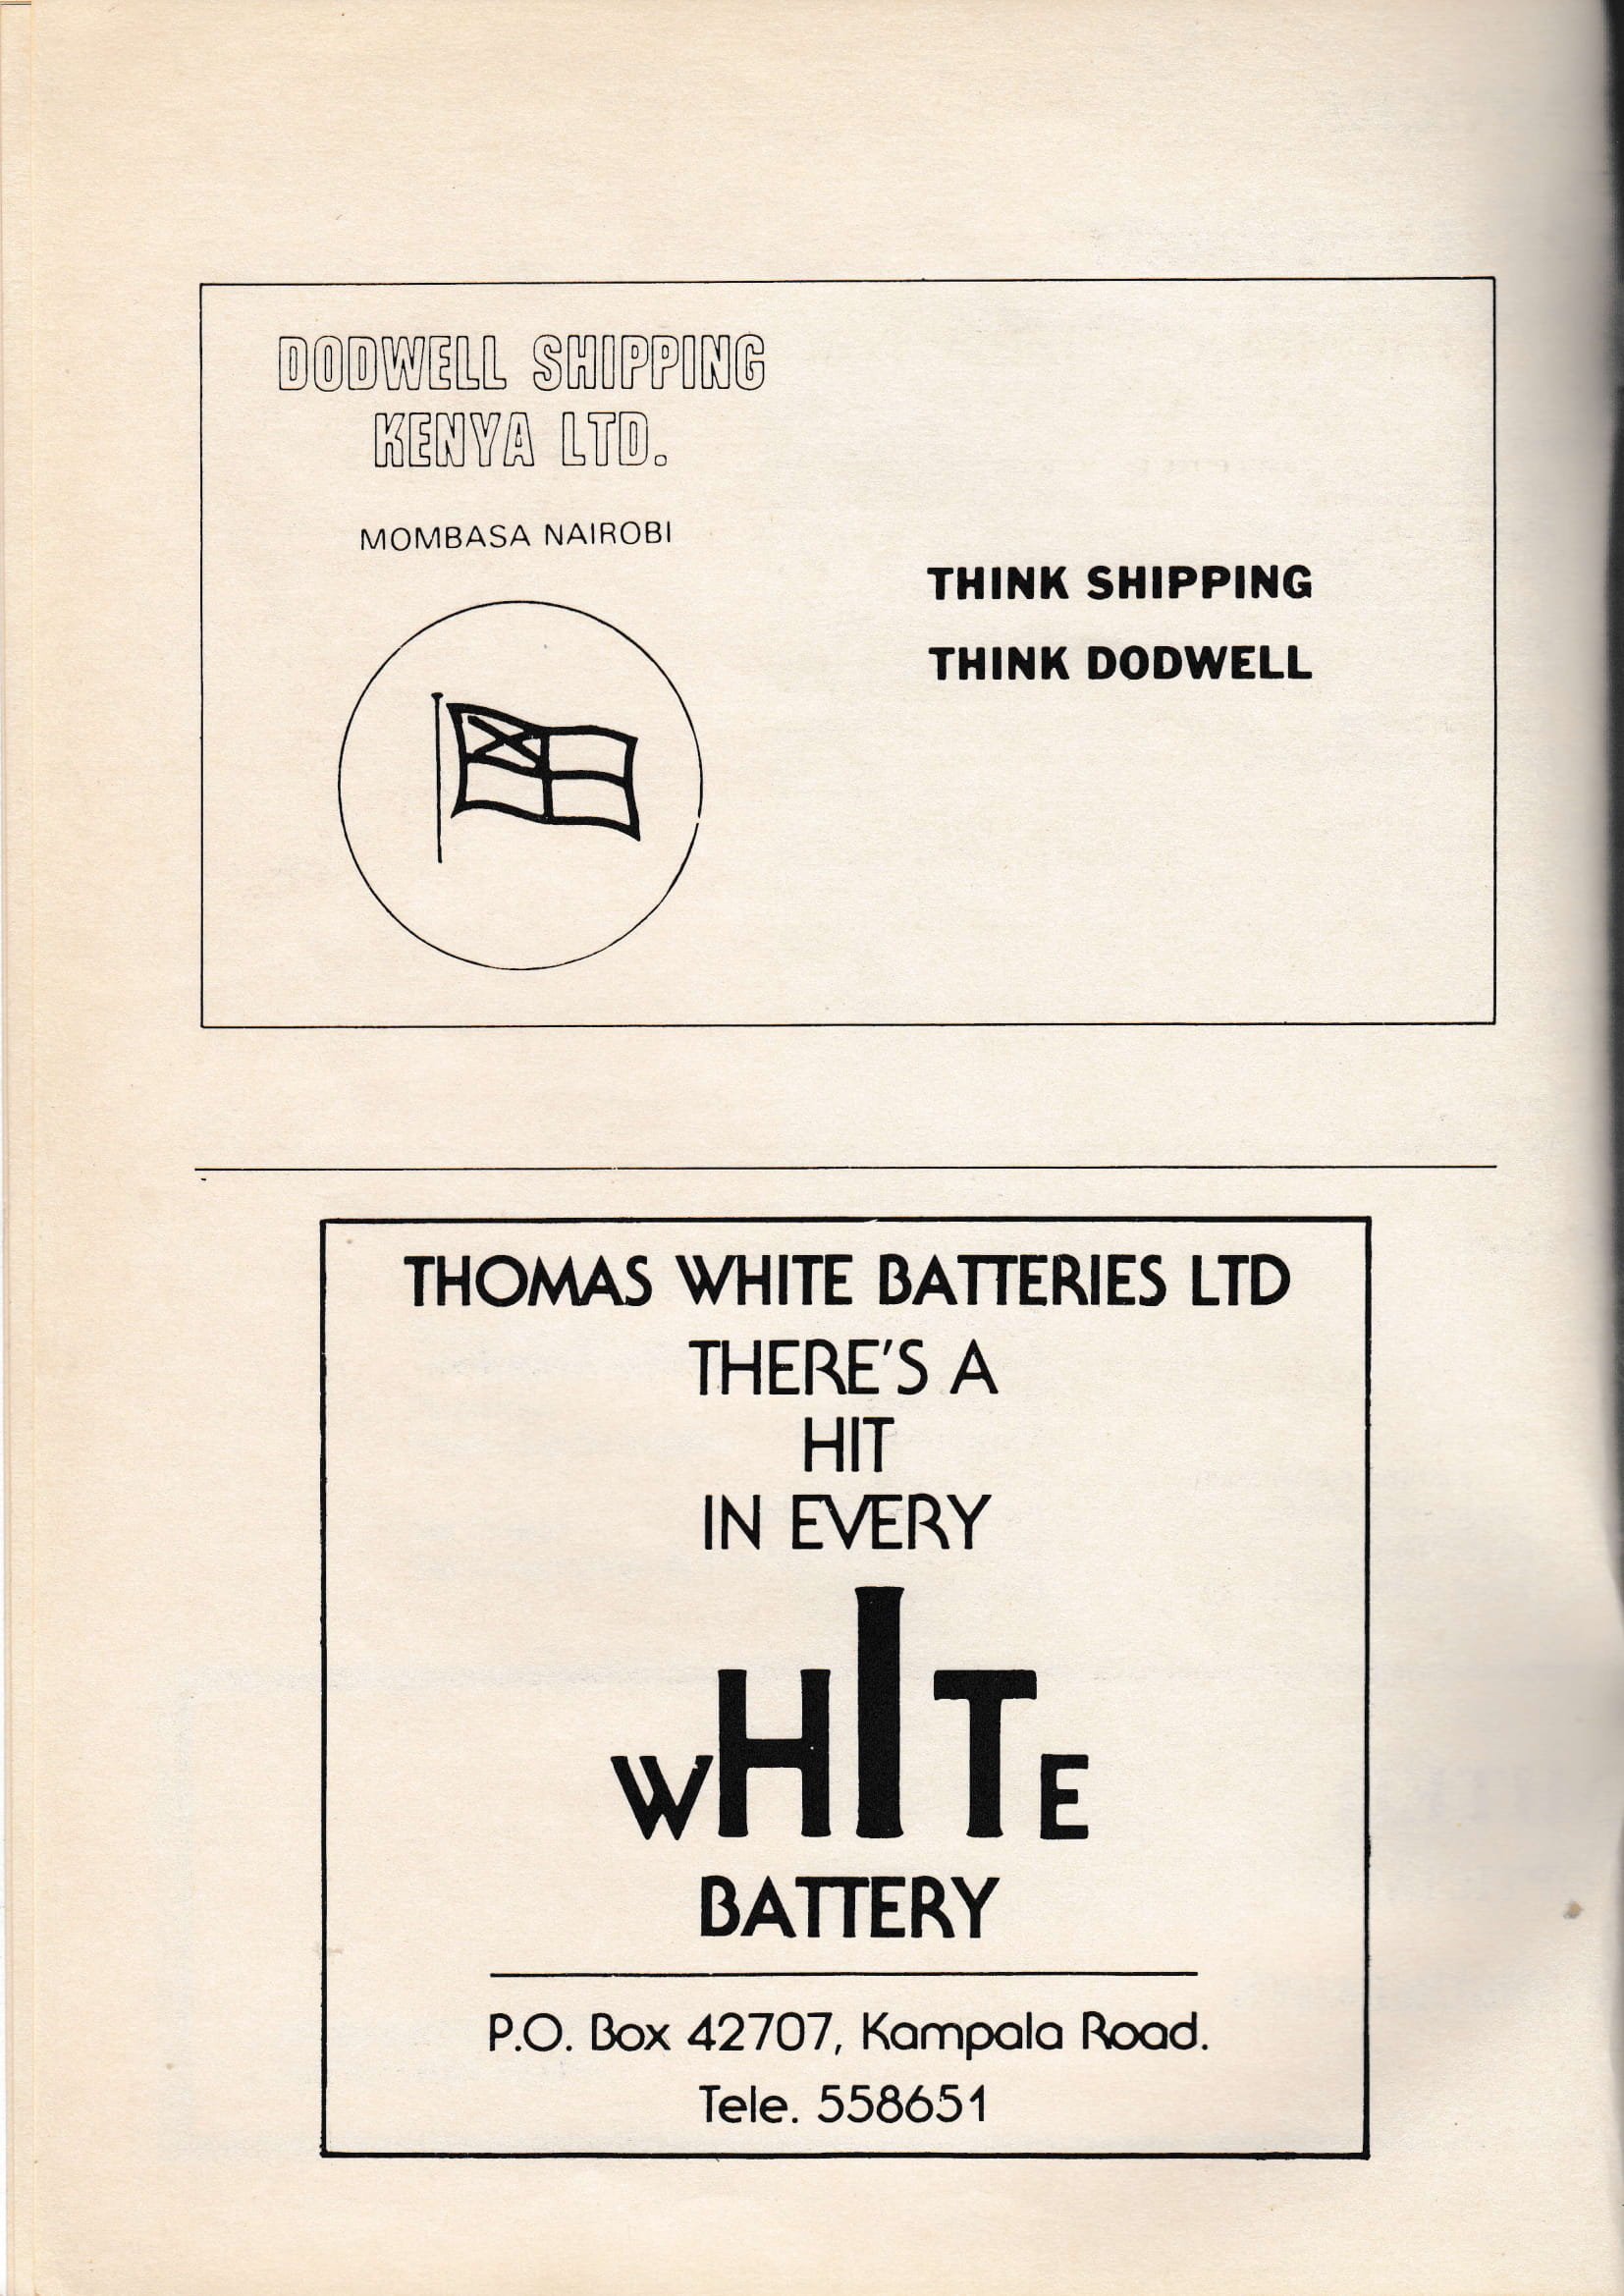 DODWELL SHIPPING
KENYA LTD.
MOMBASA NAIROBI
THINK SHIPPING
THINK DODWELL
THOMAS WHITE BATTERIES LTD
THERE'S A
HIT
IN EVERY
WHITE
BATTERY
P.O. Box 42707, Kampala Road.
Tele. 558651